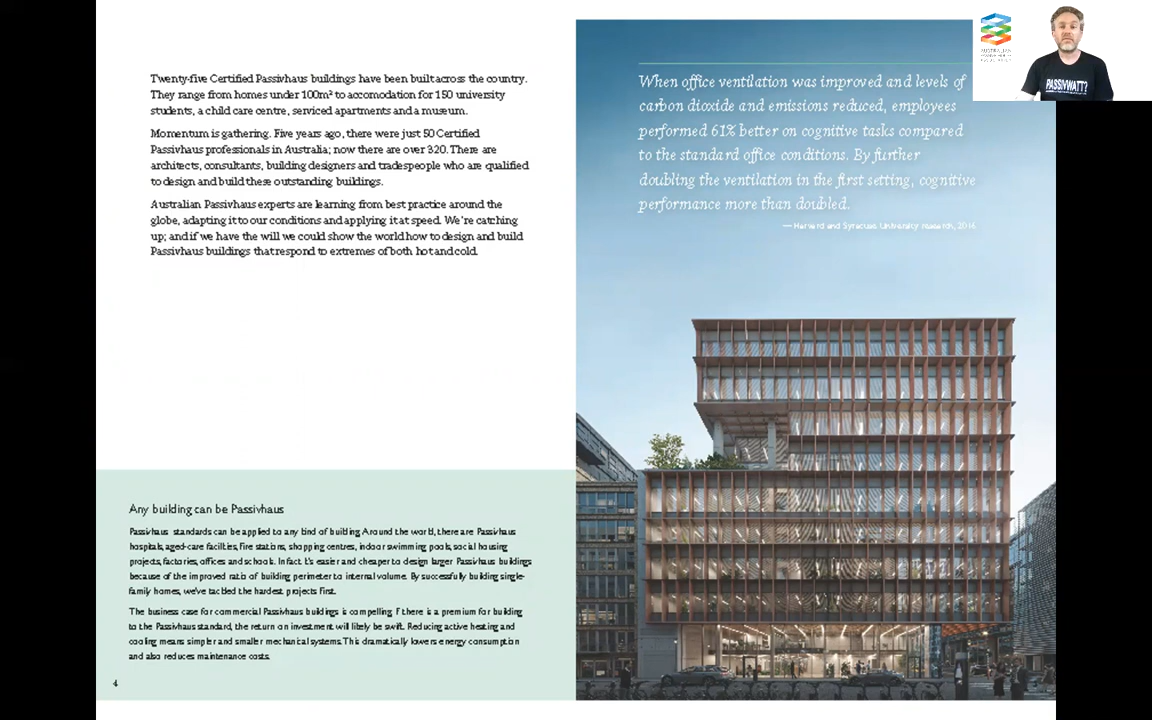 Twenty-five Certified Passivhaus buildings have been built across the country.
They range from homes under 100m² to accomodation for 150 university
students, a child care centre, serviced apartments and a museum.
Momentum is gathering. Five years ago, there were just 50 Certified
Passivhaus professionals in Australia; now there are over 320. There are
architects, consultants, building designers and tradespeople who are qualified
to design and build these outstanding buildings.
Australian Passivhaus experts are learning from best practice around the
globe, adapting it to our conditions and applying it at speed. We're catching
up; and if we have the will we could show the world how to design and build
Passivhaus buildings that respond to extremes of both hot and cold.
Any building can be Passivhaus
Passivhaus standards can be applied to any kind of building. Around the world, there are Passivhaus
hospitals, aged-care facilities, fire stations, shopping centres, indoor swimming pools, social housing
projects, factories, offices and schools. In fact it's easier and cheaper to design larger Passivhaus buildings
because of the improved ratio of building perimeter to internal volume. By successfully building single-
family homes, we've tackled the hardest projects first.
The business case for commercial Passivhaus buildings is compelling. If there is a premium for building
to the Passivhaus standard, the return on investment will likely be swift. Reducing active heating and
cooling means simpler and smaller mechanical systems. This dramatically lowers energy consumption
and also reduces maintenance costs.
4
When office ventilation was improved and levels of
carbon dioxide and emissions reduced, employees
performed 61% better on cognitive tasks compared
to the standard office conditions. By further
doubling the ventilation in the first setting, cognitive
performance more than doubled.
— Harvard and Syracuse University research, 2016
AUSTRALIAN
PASSIVE HOUSE
ASSOCIATION
PASSIVWATT?